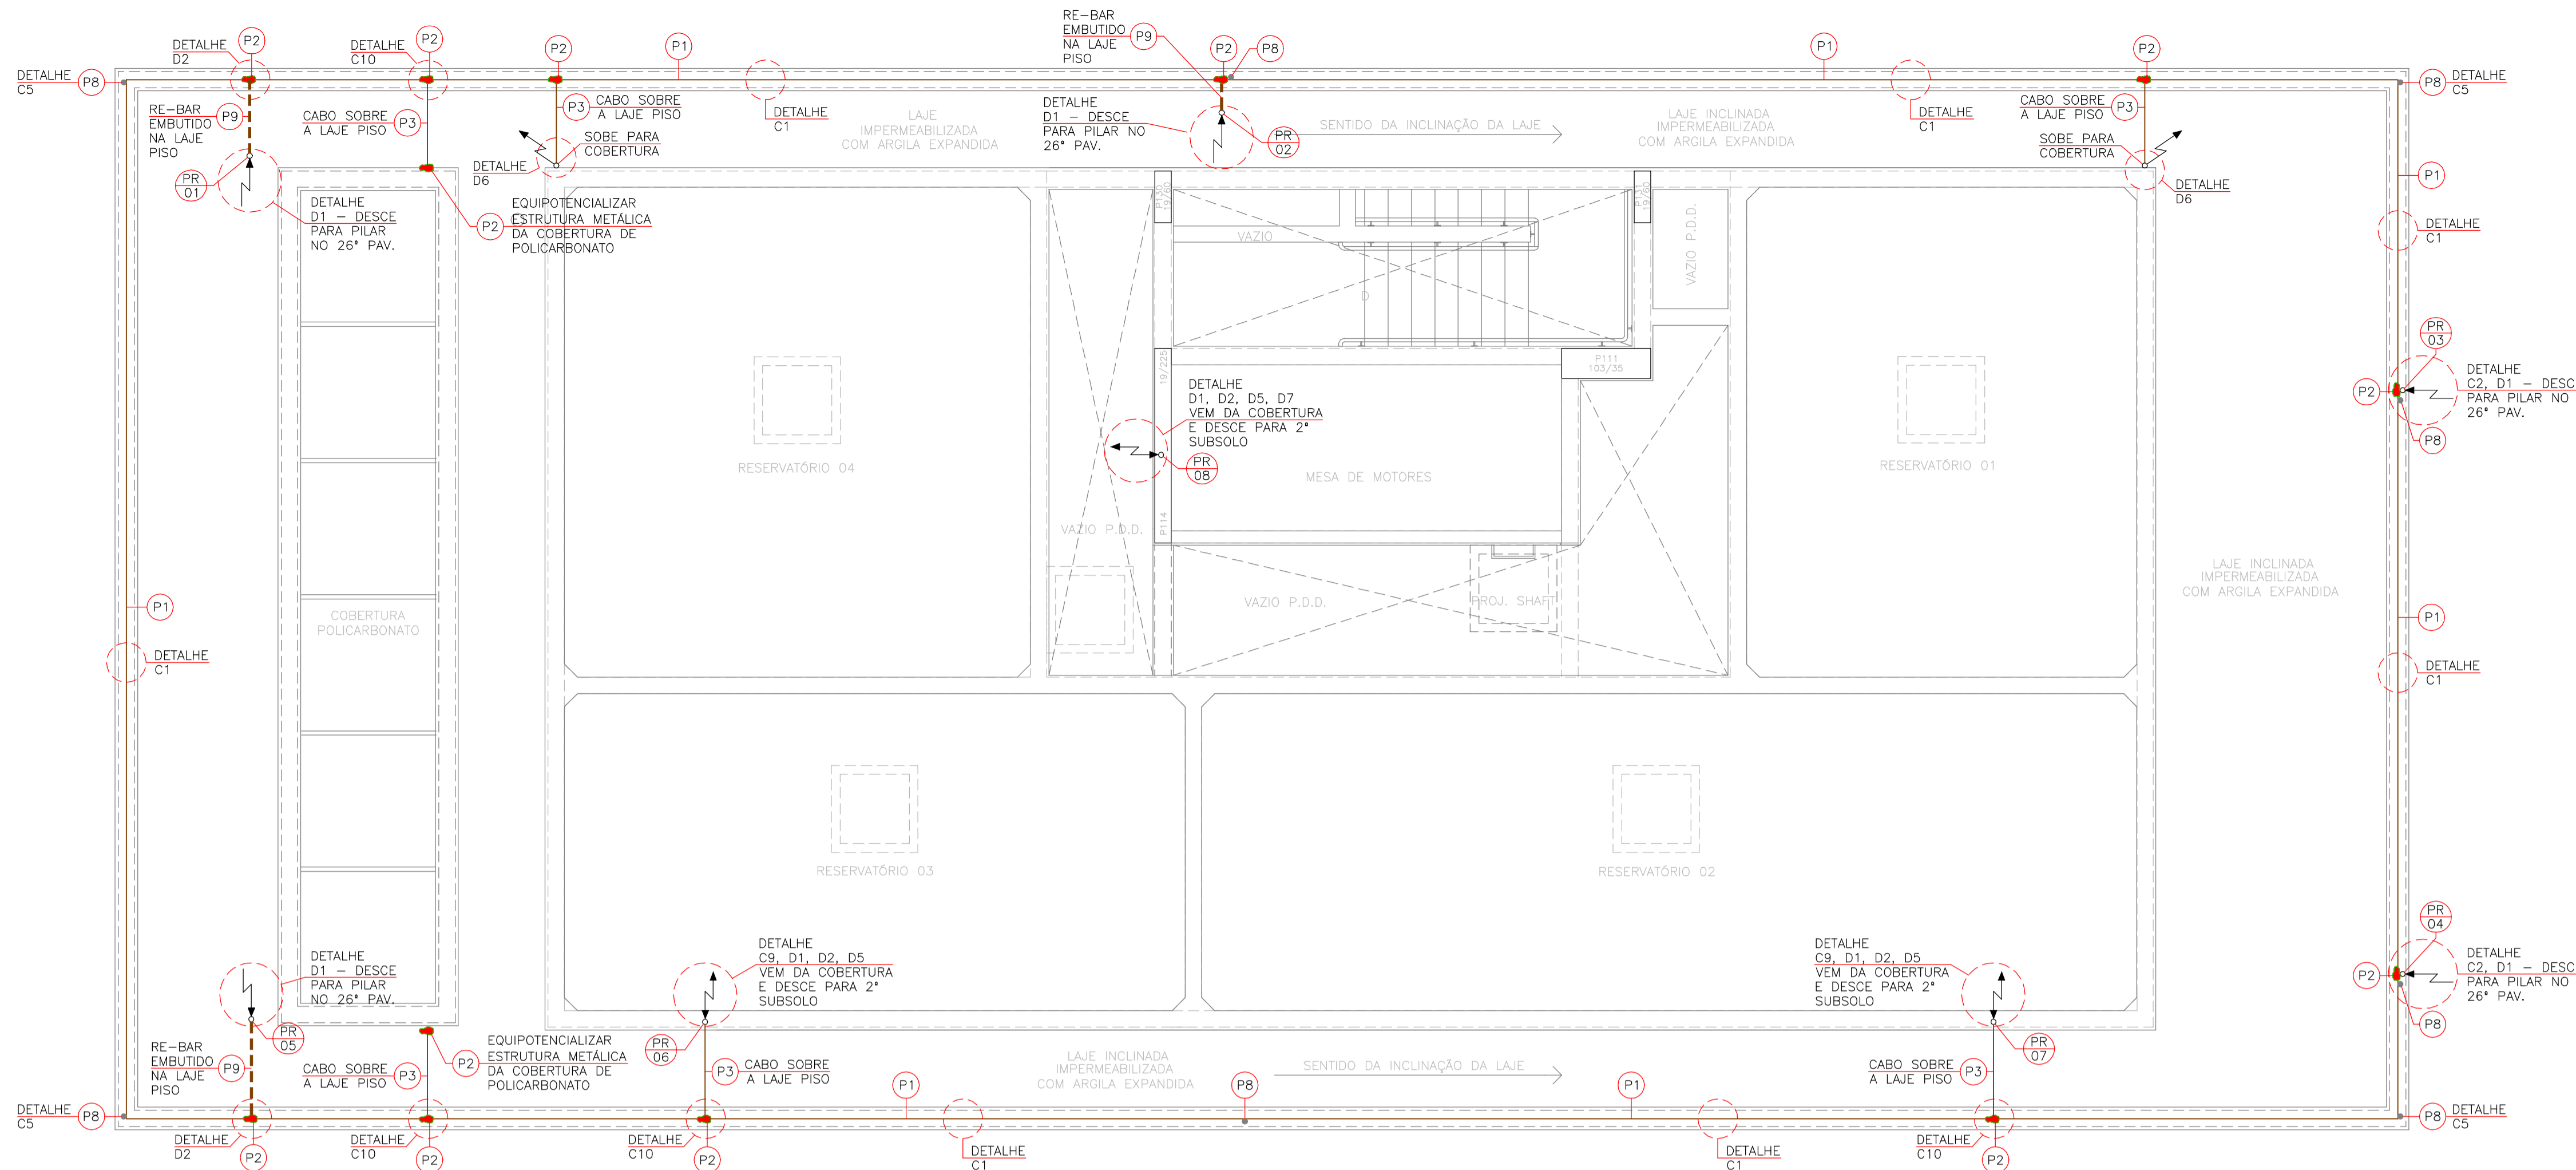 RE-BAR
EMBUTIDO
NA LAJE
PISO
P9
P2
P8
P1
P2
DETALHE
D2
P2
DETALHE
C10
P2
P2
P1
DETALHE
C5
P8
P8
DETALHE
C5
RE-BAR
EMBUTIDO
NA LAJE
PISO
P9
CABO SOBRE
A LAJE PISO
P3
P3
CABO SOBRE
A LAJE PISO
DETALHE
C1
SOBE PARA
COBERTURA
DETALHE
D6
LAJE
IMPERMEABILIZADA
COM ARGILA EXPANDIDA
DETALHE
D1 - DESCE
PARA PILAR NO
26° PAV.
PR
02
SENTIDO DA INCLINAÇÃO DA LAJE
LAJE INCLINADA
IMPERMEABILIZADA
COM ARGILA EXPANDIDA
DETALHE
C1
CABO SOBRE
A LAJE PISO
P3
SOBE PARA
COBERTURA
DETALHE
D6
P1
DETALHE
C1
PR
01
DETALHE
D1 - DESCE
PARA PILAR
NO 26° PAV.
P2
EQUIPOTENCIALIZAR
ESTRUTURA METÁLICA
DA COBERTURA DE
POLICARBONATO
P130
19/60
VAZIO
D
P131
19/60
VAZIO P.D.D.
PR
03
DETALHE
C2, D1 - DESC
PARA PILAR NO
26° PAV.
P2
P8
P111
103/35
19/225
P114
DETALHE
D1, D2, D5, D7
VEM DA COBERTURA
E DESCE PARA 2°
SUBSOLO
PR
08
RESERVATÓRIO 04
MESA DE MOTORES
RESERVATÓRIO 01
VAZIO P.D.D.
VAZIO P.D.D.
PROJ. SHAFT
LAJE INCLINADA
IMPERMEABILIZADA
COM ARGILA EXPANDIDA
P1
DETALHE
C1
COBERTURA
POLICARBONATO
P1
DETALHE
C1
RESERVATÓRIO 03
RESERVATÓRIO 02
PR
04
DETALHE
C2, D1 - DESC
PARA PILAR NO
26° PAV.
P2
P8
DETALHE
D1 - DESCE
PARA PILAR
NO 26° PAV.
PR
05
DETALHE
C9, D1, D2, D5
VEM DA COBERTURA
E DESCE PARA 2°
SUBSOLO
PR
06
DETALHE
C9, D1, D2, D5
VEM DA COBERTURA
E DESCE PARA 2°
SUBSOLO
PR
07
RE-BAR
EMBUTIDO
NA LAJE
PISO
P9
CABO SOBRE
A LAJE PISO
P3
P2
EQUIPOTENCIALIZAR
ESTRUTURA METÁLICA
DA COBERTURA DE
POLICARBONATO
P3
CABO SOBRE
A LAJE PISO
P1
LAJE INCLINADA
IMPERMEABILIZADA
COM ARGILA EXPANDIDA
P8
SENTIDO DA INCLINAÇÃO DA LAJE
P1
CABO SOBRE
A LAJE PISO
P3
DETALHE
C5
P8
P8
DETALHE
C5
DETALHE
D2
P2
DETALHE
C10
P2
DETALHE
C10
P2
DETALHE
C1
DETALHE
C1
DETALHE
C10
P2